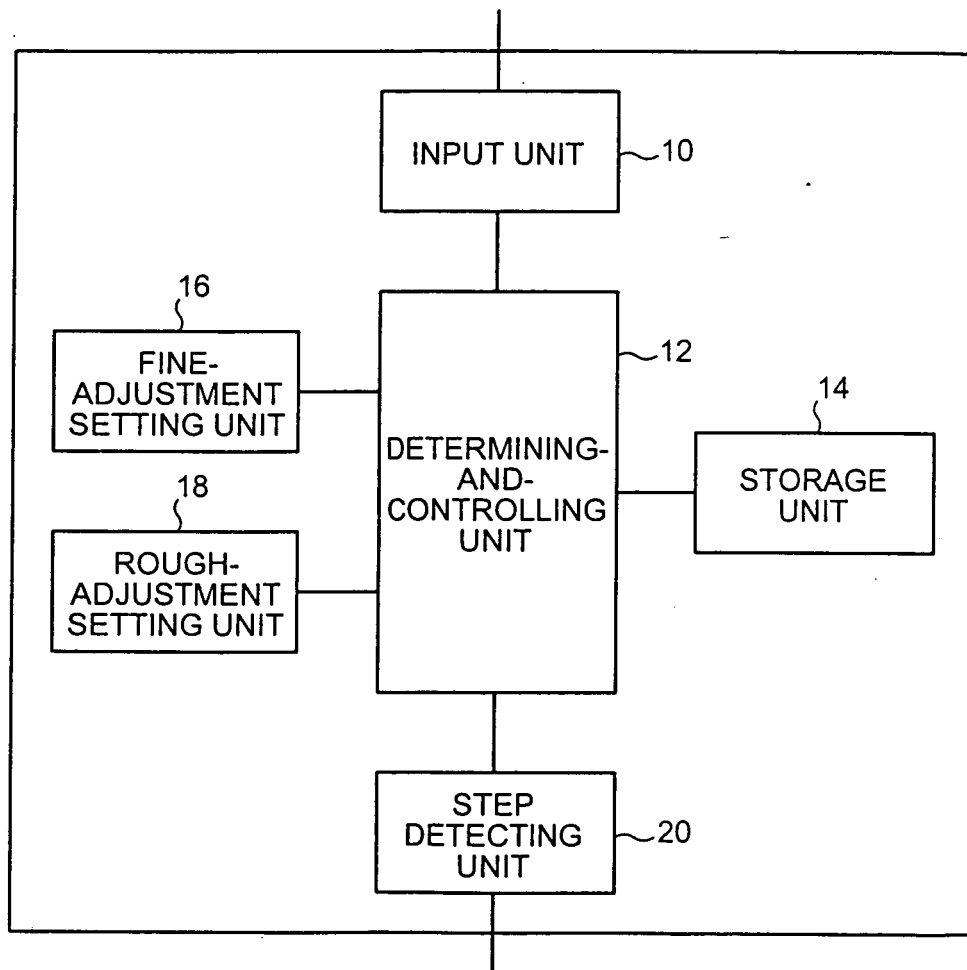 INPUT UNIT
10
16
FINE-
ADJUSTMENT
SETTING UNIT
12
14
DETERMINING-
AND-
CONTROLLING
UNIT
STORAGE
UNIT
18
ROUGH-
ADJUSTMENT
SETTING UNIT
STEP
DETECTING
UNIT
20